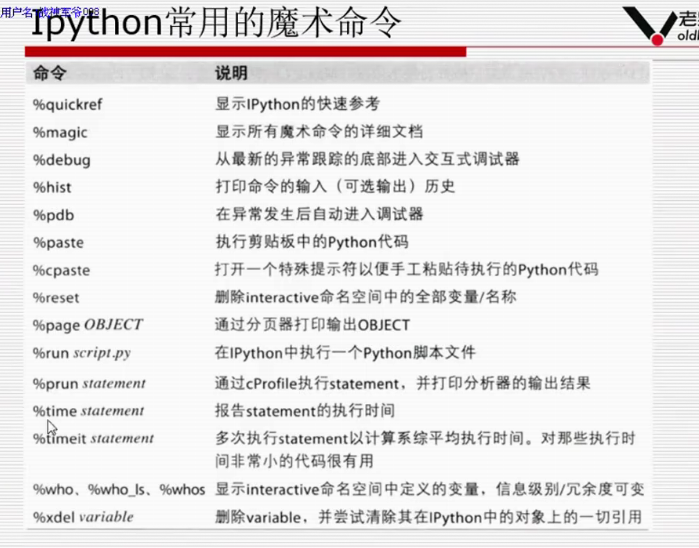 用户名:战神军爷003
Ipython常用的魔术命令
老
oldb
命令 说明
%quickref 显示IPython的快速参考
%magic 显示所有魔术命令的详细文档
%debug 从最新的异常跟踪的底部进入交互式调试器
%hist 打印命令的输入（可选输出）历史
%pdb 在异常发生后自动进入调试器
%paste 执行剪贴板中的Python代码
%cpaste 打开一个特殊提示符以便手工粘贴待执行的Python代码
%reset 删除interactive命名空间中的全部变量/名称
%page OBJECT 通过分页器打印输出OBJECT
%run script.py 在IPython中执行一个Python脚本文件
%prun statement 通过cProfile执行statement，并打印分析器的输出结果
%time statement 报告statement的执行时间
%timeit statement 多次执行statement以计算系综平均执行时间。对那些执行时
间非常小的代码很有用
%who、%who_ls、%whos 显示interactive命名空间中定义的变量，信息级别/冗余度可变
%xdel variable 删除variable，并尝试清除其在IPython中的对象上的一切引用